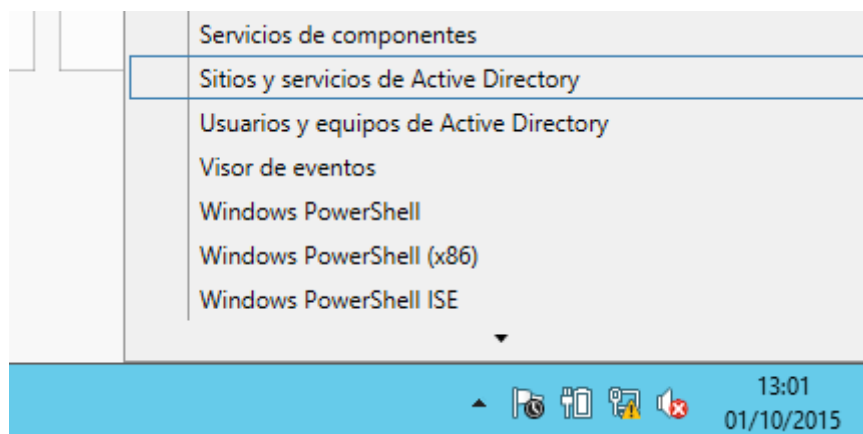 Servicios de componentes
Sitios y servicios de Active Directory
Usuarios y equipos de Active Directory
Visor de eventos
Windows PowerShell
Windows PowerShell (x86)
Windows PowerShell ISE
13:01
01/10/2015